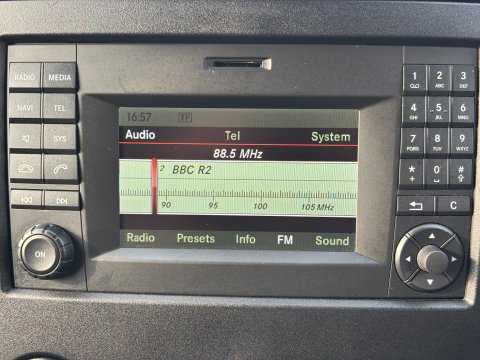 RADIO MEDIA
NAVI TEL
SYS
ON
16:57 TP
Audio Tel System
88.5 MHz
2 BBC R2
90 95 100 105 MHz
Radio Presets Info FM Sound
1 2 ABC 3 DEF
4 GHI 5 JKL 6 MNO
7 PQRS 8 TUV 9 WXYZ
* 0 #
C